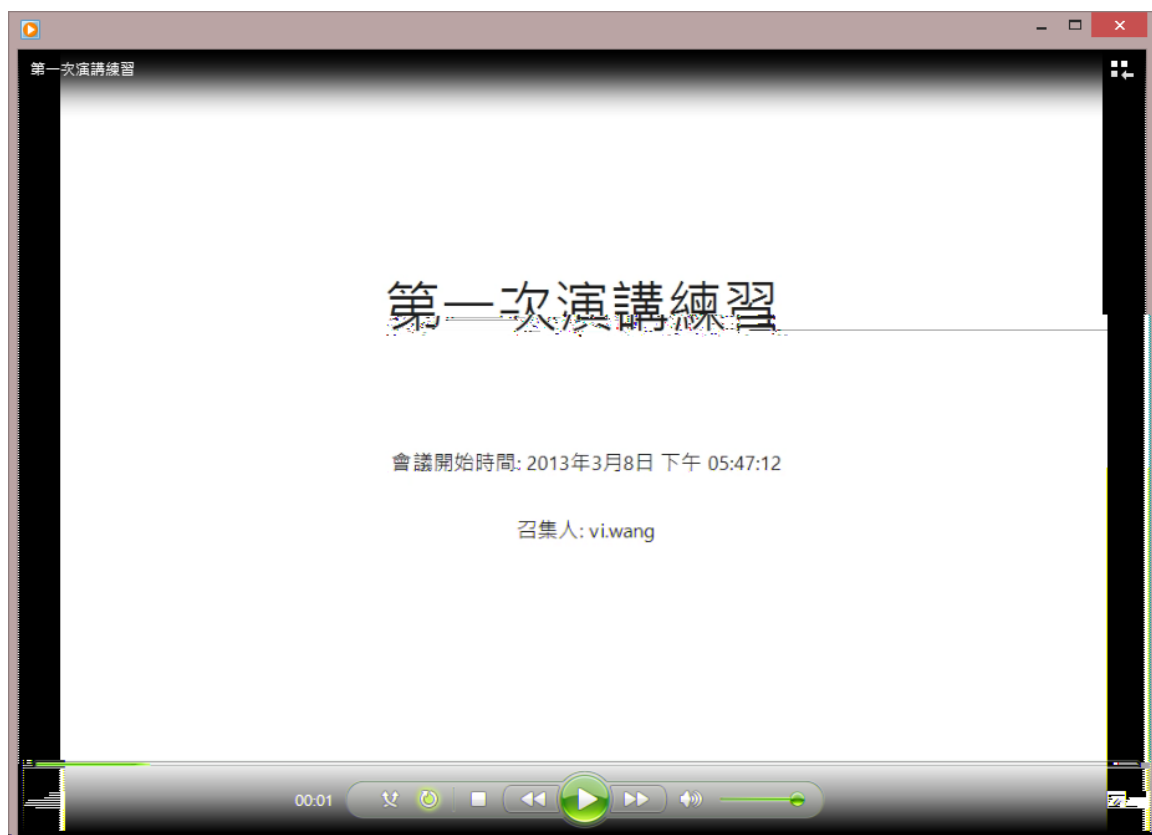 第一次演講練習
第一次演講練習
會議開始時間: 2013年3月8日 下午 05:47:12
召集人: vi.wang
00:01